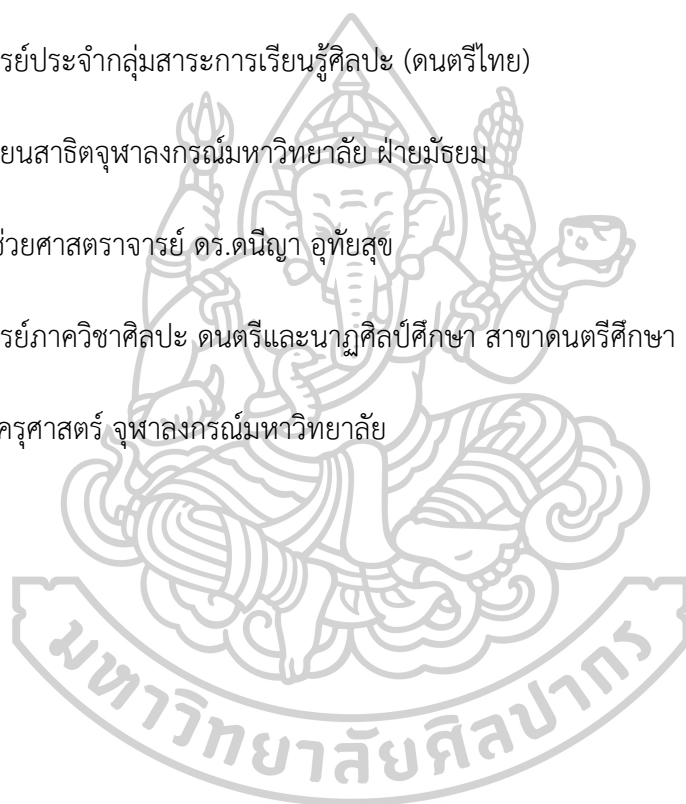 รย์ประจำกลุ่มสาระการเรียนรู้ศิลปะ (ดนตรีไทย)
ยนสาธิตจุฬาลงกรณ์มหาวิทยาลัย ฝ่ายมัธยม
ช่วยศาสตราจารย์ ดร.ดนีญา อุทัยสุข
รย์ภาควิชาศิลปะ ดนตรีและนาฏศิลป์ศึกษา สาขาดนตรีศึกษา
ครุศาสตร์ จุฬาลงกรณ์มหาวิทยาลัย
มหาวิทยาลัยศิลปากร